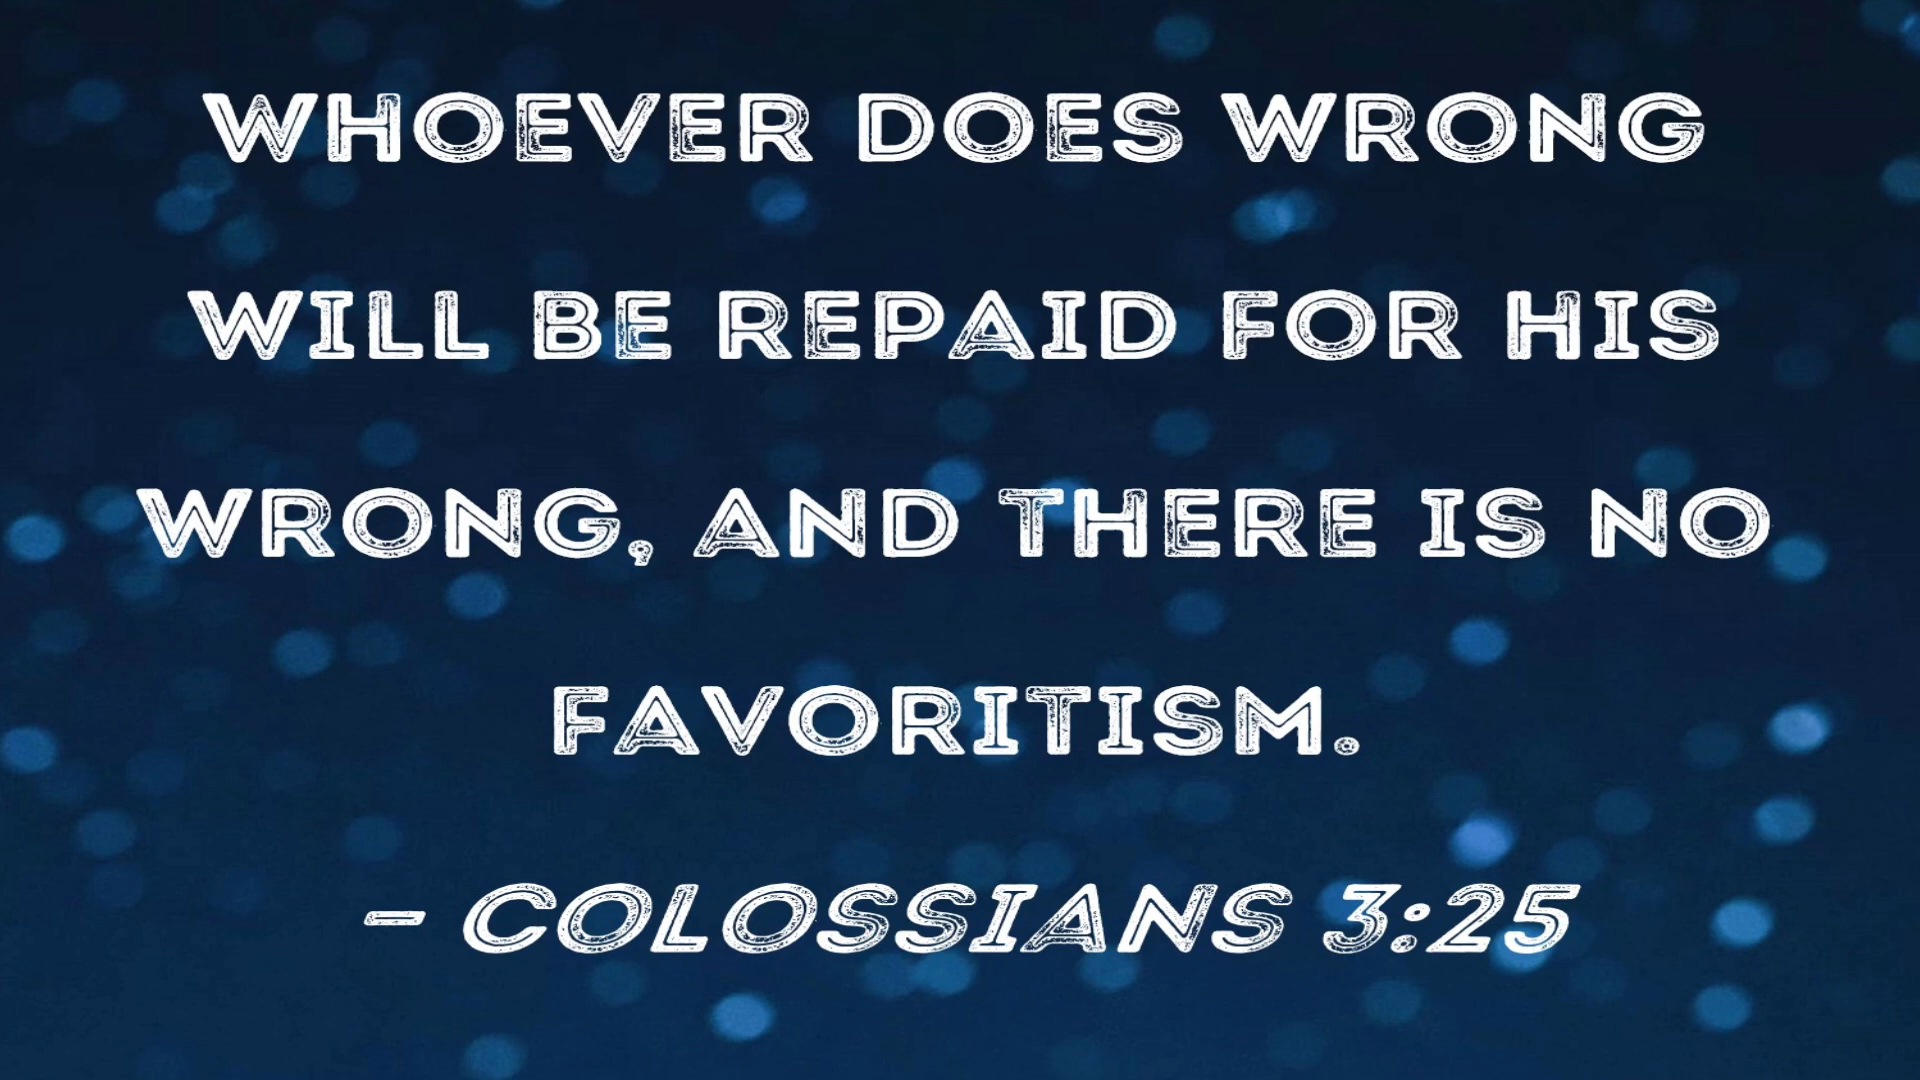 WHOEVER DOES WRONG
WILL BE REPAID FOR HIS
WRONG, AND THERE IS NO
FAVORITISM.
– COLOSSIANS 3:25